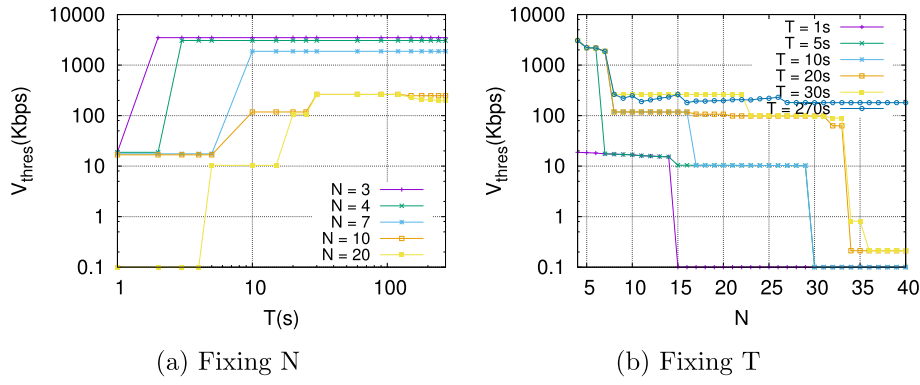 10000
1000
100
10
1
0.1
V_thres(Kbps)
N = 3
N = 4
N = 7
N = 10
N = 20
1 10 100
T(s)
(a) Fixing N
10000
1000
100
10
1
0.1
V_thres(Kbps)
T = 1s
T = 5s
T = 10s
T = 20s
T = 30s
T = 270s
5 10 15 20 25 30 35 40
N
(b) Fixing T